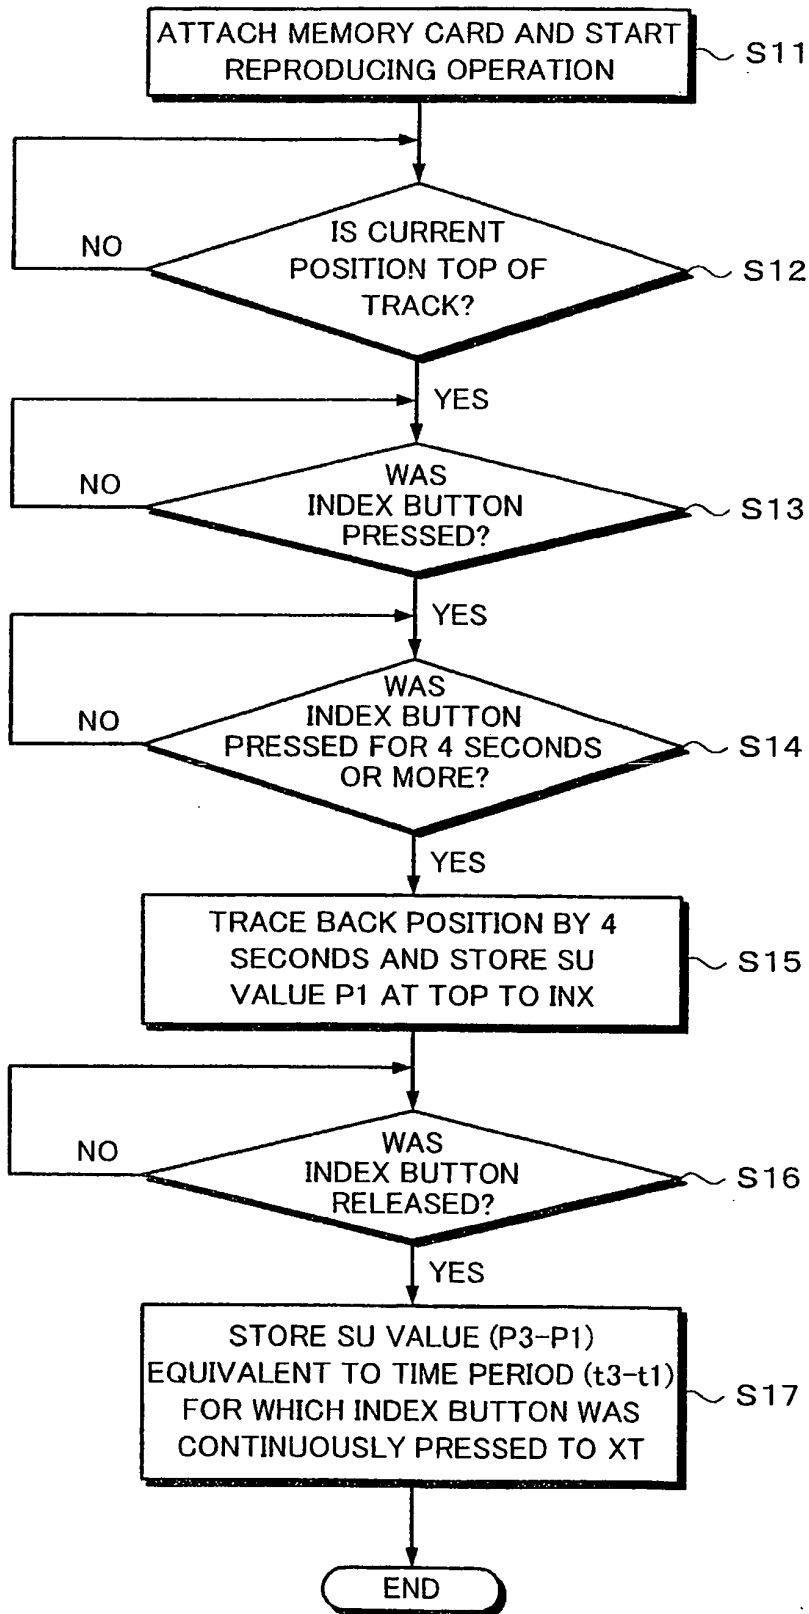 ATTACH MEMORY CARD AND START
REPRODUCING OPERATION
S11
IS CURRENT
POSITION TOP OF
TRACK?
NO
S12
YES
WAS
INDEX BUTTON
PRESSED?
NO
S13
YES
WAS
INDEX BUTTON
PRESSED FOR 4 SECONDS
OR MORE?
NO
S14
YES
TRACE BACK POSITION BY 4
SECONDS AND STORE SU
VALUE P1 AT TOP TO INX
S15
WAS
INDEX BUTTON
RELEASED?
NO
S16
YES
STORE SU VALUE (P3-P1)
EQUIVALENT TO TIME PERIOD (t3-t1)
FOR WHICH INDEX BUTTON WAS
CONTINUOUSLY PRESSED TO XT
S17
END